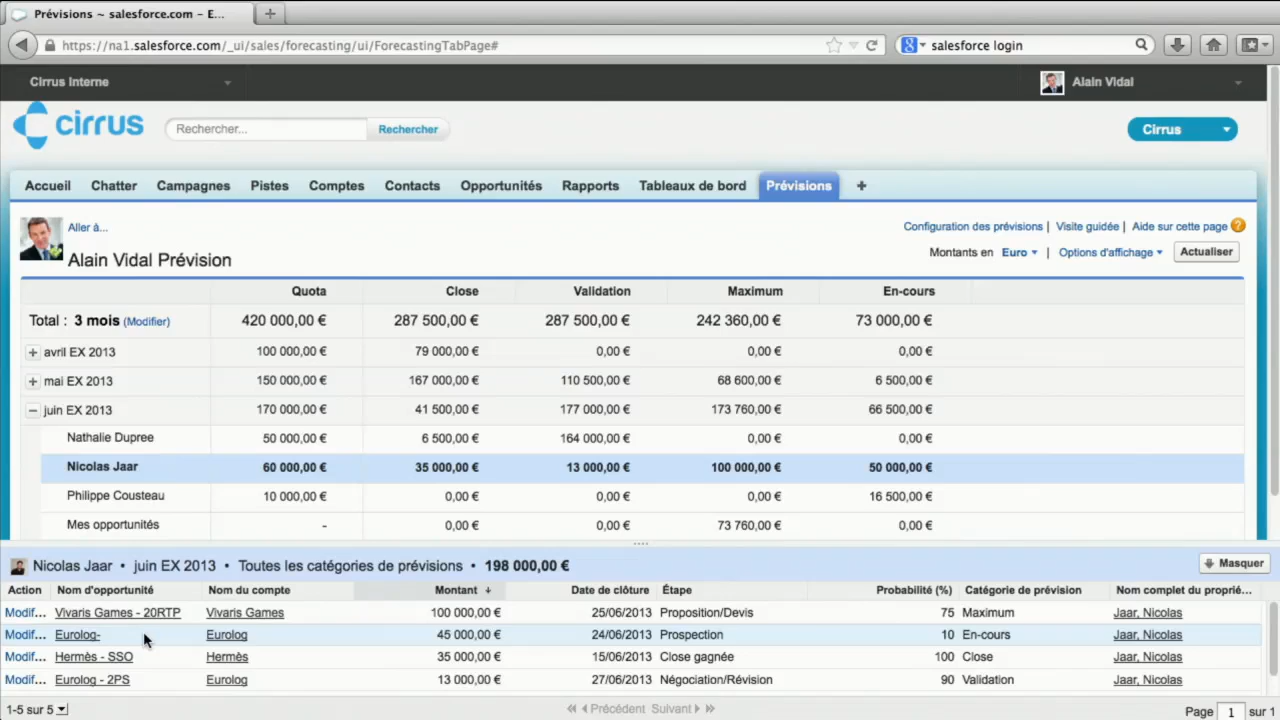 Prévisions ~ salesforce.com – E...
https://na1.salesforce.com/_ui/sales/forecasting/ui/ForecastingTabPage#
salesforce login
Cirrus Interne
Alain Vidal
cirrus
Rechercher...
Rechercher
Cirrus
Accueil Chatter Campagnes Pistes Comptes Contacts Opportunités Rapports Tableaux de bord Prévisions +
Aller à...
Configuration des prévisions | Visite guidée | Aide sur cette page ?
Alain Vidal Prévision
Montants en Euro | Options d'affichage Actualiser
Quota Close Validation Maximum En-cours
Total : 3 mois (Modifier) 420 000,00 € 287 500,00 € 287 500,00 € 242 360,00 € 73 000,00 €
+ avril EX 2013 100 000,00 € 79 000,00 € 0,00 € 0,00 € 0,00 €
+ mai EX 2013 150 000,00 € 167 000,00 € 110 500,00 € 68 600,00 € 6 500,00 €
− juin EX 2013 170 000,00 € 41 500,00 € 177 000,00 € 173 760,00 € 66 500,00 €
Nathalie Dupree 50 000,00 € 6 500,00 € 164 000,00 € 0,00 € 0,00 €
Nicolas Jaar 60 000,00 € 35 000,00 € 13 000,00 € 100 000,00 € 50 000,00 €
Philippe Cousteau 10 000,00 € 0,00 € 0,00 € 0,00 € 16 500,00 €
Mes opportunités - 0,00 € 0,00 € 73 760,00 € 0,00 €
Nicolas Jaar • juin EX 2013 • Toutes les catégories de prévisions • 198 000,00 € Masquer
Action Nom d'opportunité Nom du compte Montant Date de clôture Étape Probabilité (%) Catégorie de prévision Nom complet du proprié...
Modif... Vivaris Games - 20RTP Vivaris Games 100 000,00 € 25/06/2013 Proposition/Devis 75 Maximum Jaar, Nicolas
Modif... Eurolog- Eurolog 45 000,00 € 24/06/2013 Prospection 10 En-cours Jaar, Nicolas
Modif... Hermès - SSO Hermès 35 000,00 € 15/06/2013 Close gagnée 100 Close Jaar, Nicolas
Modif... Eurolog - 2PS Eurolog 13 000,00 € 27/06/2013 Négociation/Révision 90 Validation Jaar, Nicolas
1-5 sur 5 Précédent Suivant Page 1 sur 1